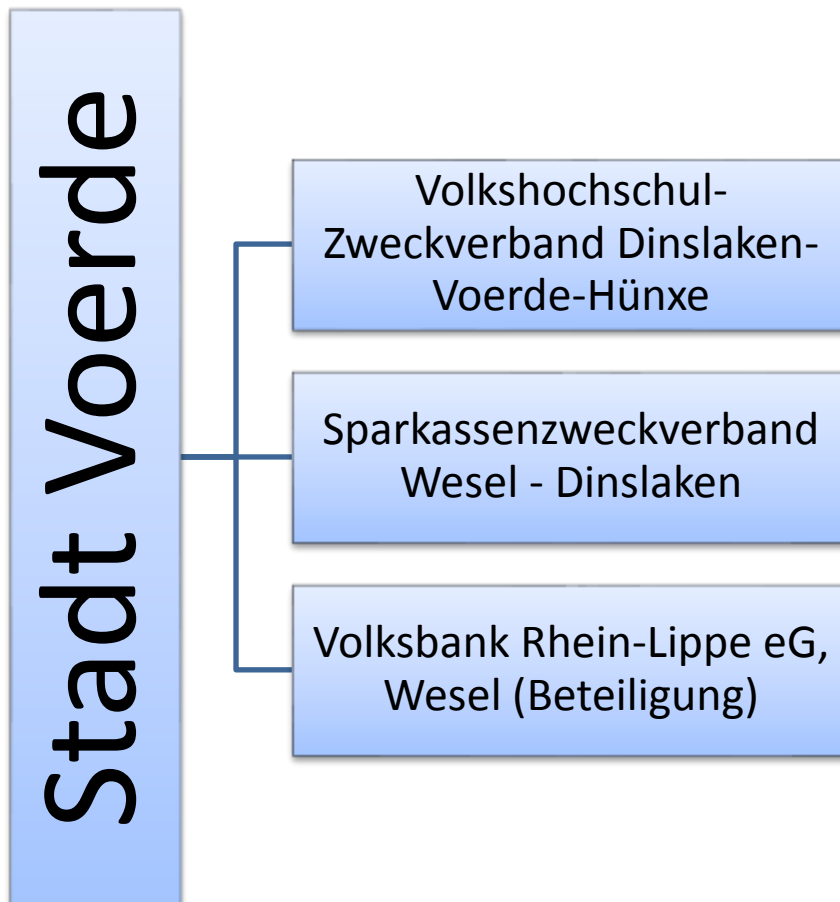 Stadt Voerde
Volkshochschul-
Zweckverband Dinslaken-
Voerde-Hünxe
Sparkassenzweckverband
Wesel - Dinslaken
Volksbank Rhein-Lippe eG,
Wesel (Beteiligung)